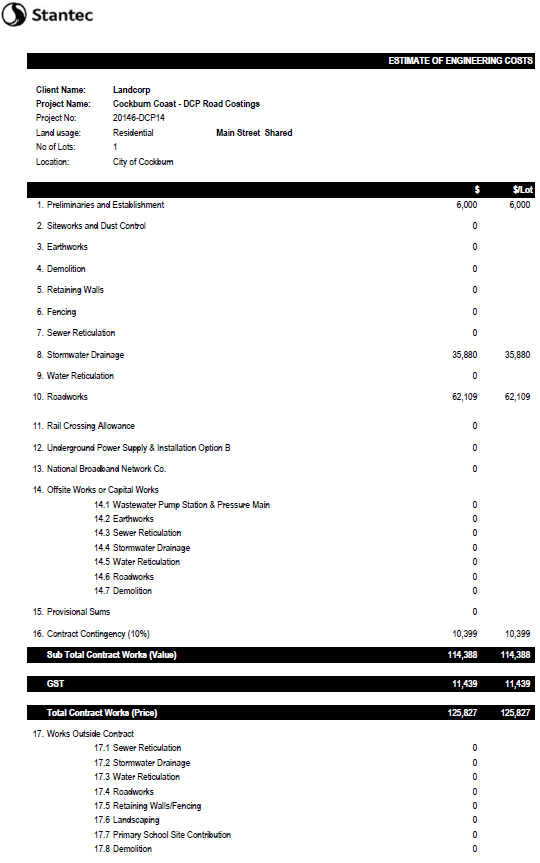 Stantec
ESTIMATE OF ENGINEERING COSTS
Client Name: Landcorp
Project Name: Cockburn Coast - DCP Road Costings
Project No: 20146-DCP14
Land usage: Residential Main Street Shared
No of Lots: 1
Location: City of Cockburn
$ $/Lot
1. Preliminaries and Establishment 6,000 6,000
2. Siteworks and Dust Control 0
3. Earthworks 0
4. Demolition 0
5. Retaining Walls 0
6. Fencing 0
7. Sewer Reticulation 0
8. Stormwater Drainage 35,880 35,880
9. Water Reticulation 0
10. Roadworks 62,109 62,109
11. Rail Crossing Allowance 0
12. Underground Power Supply & Installation Option B 0
13. National Broadband Network Co. 0
14. Offsite Works or Capital Works
14.1 Wastewater Pump Station & Pressure Main 0
14.2 Earthworks 0
14.3 Sewer Reticulation 0
14.4 Stormwater Drainage 0
14.5 Water Reticulation 0
14.6 Roadworks 0
14.7 Demolition 0
15. Provisional Sums 0
16. Contract Contingency (10%) 10,399 10,399
Sub Total Contract Works (Value) 114,388 114,388
GST 11,439 11,439
Total Contract Works (Price) 125,827 125,827
17. Works Outside Contract
17.1 Sewer Reticulation 0
17.2 Stormwater Drainage 0
17.3 Water Reticulation 0
17.4 Roadworks 0
17.5 Retaining Walls/Fencing 0
17.6 Landscaping 0
17.7 Primary School Site Contribution 0
17.8 Demolition 0